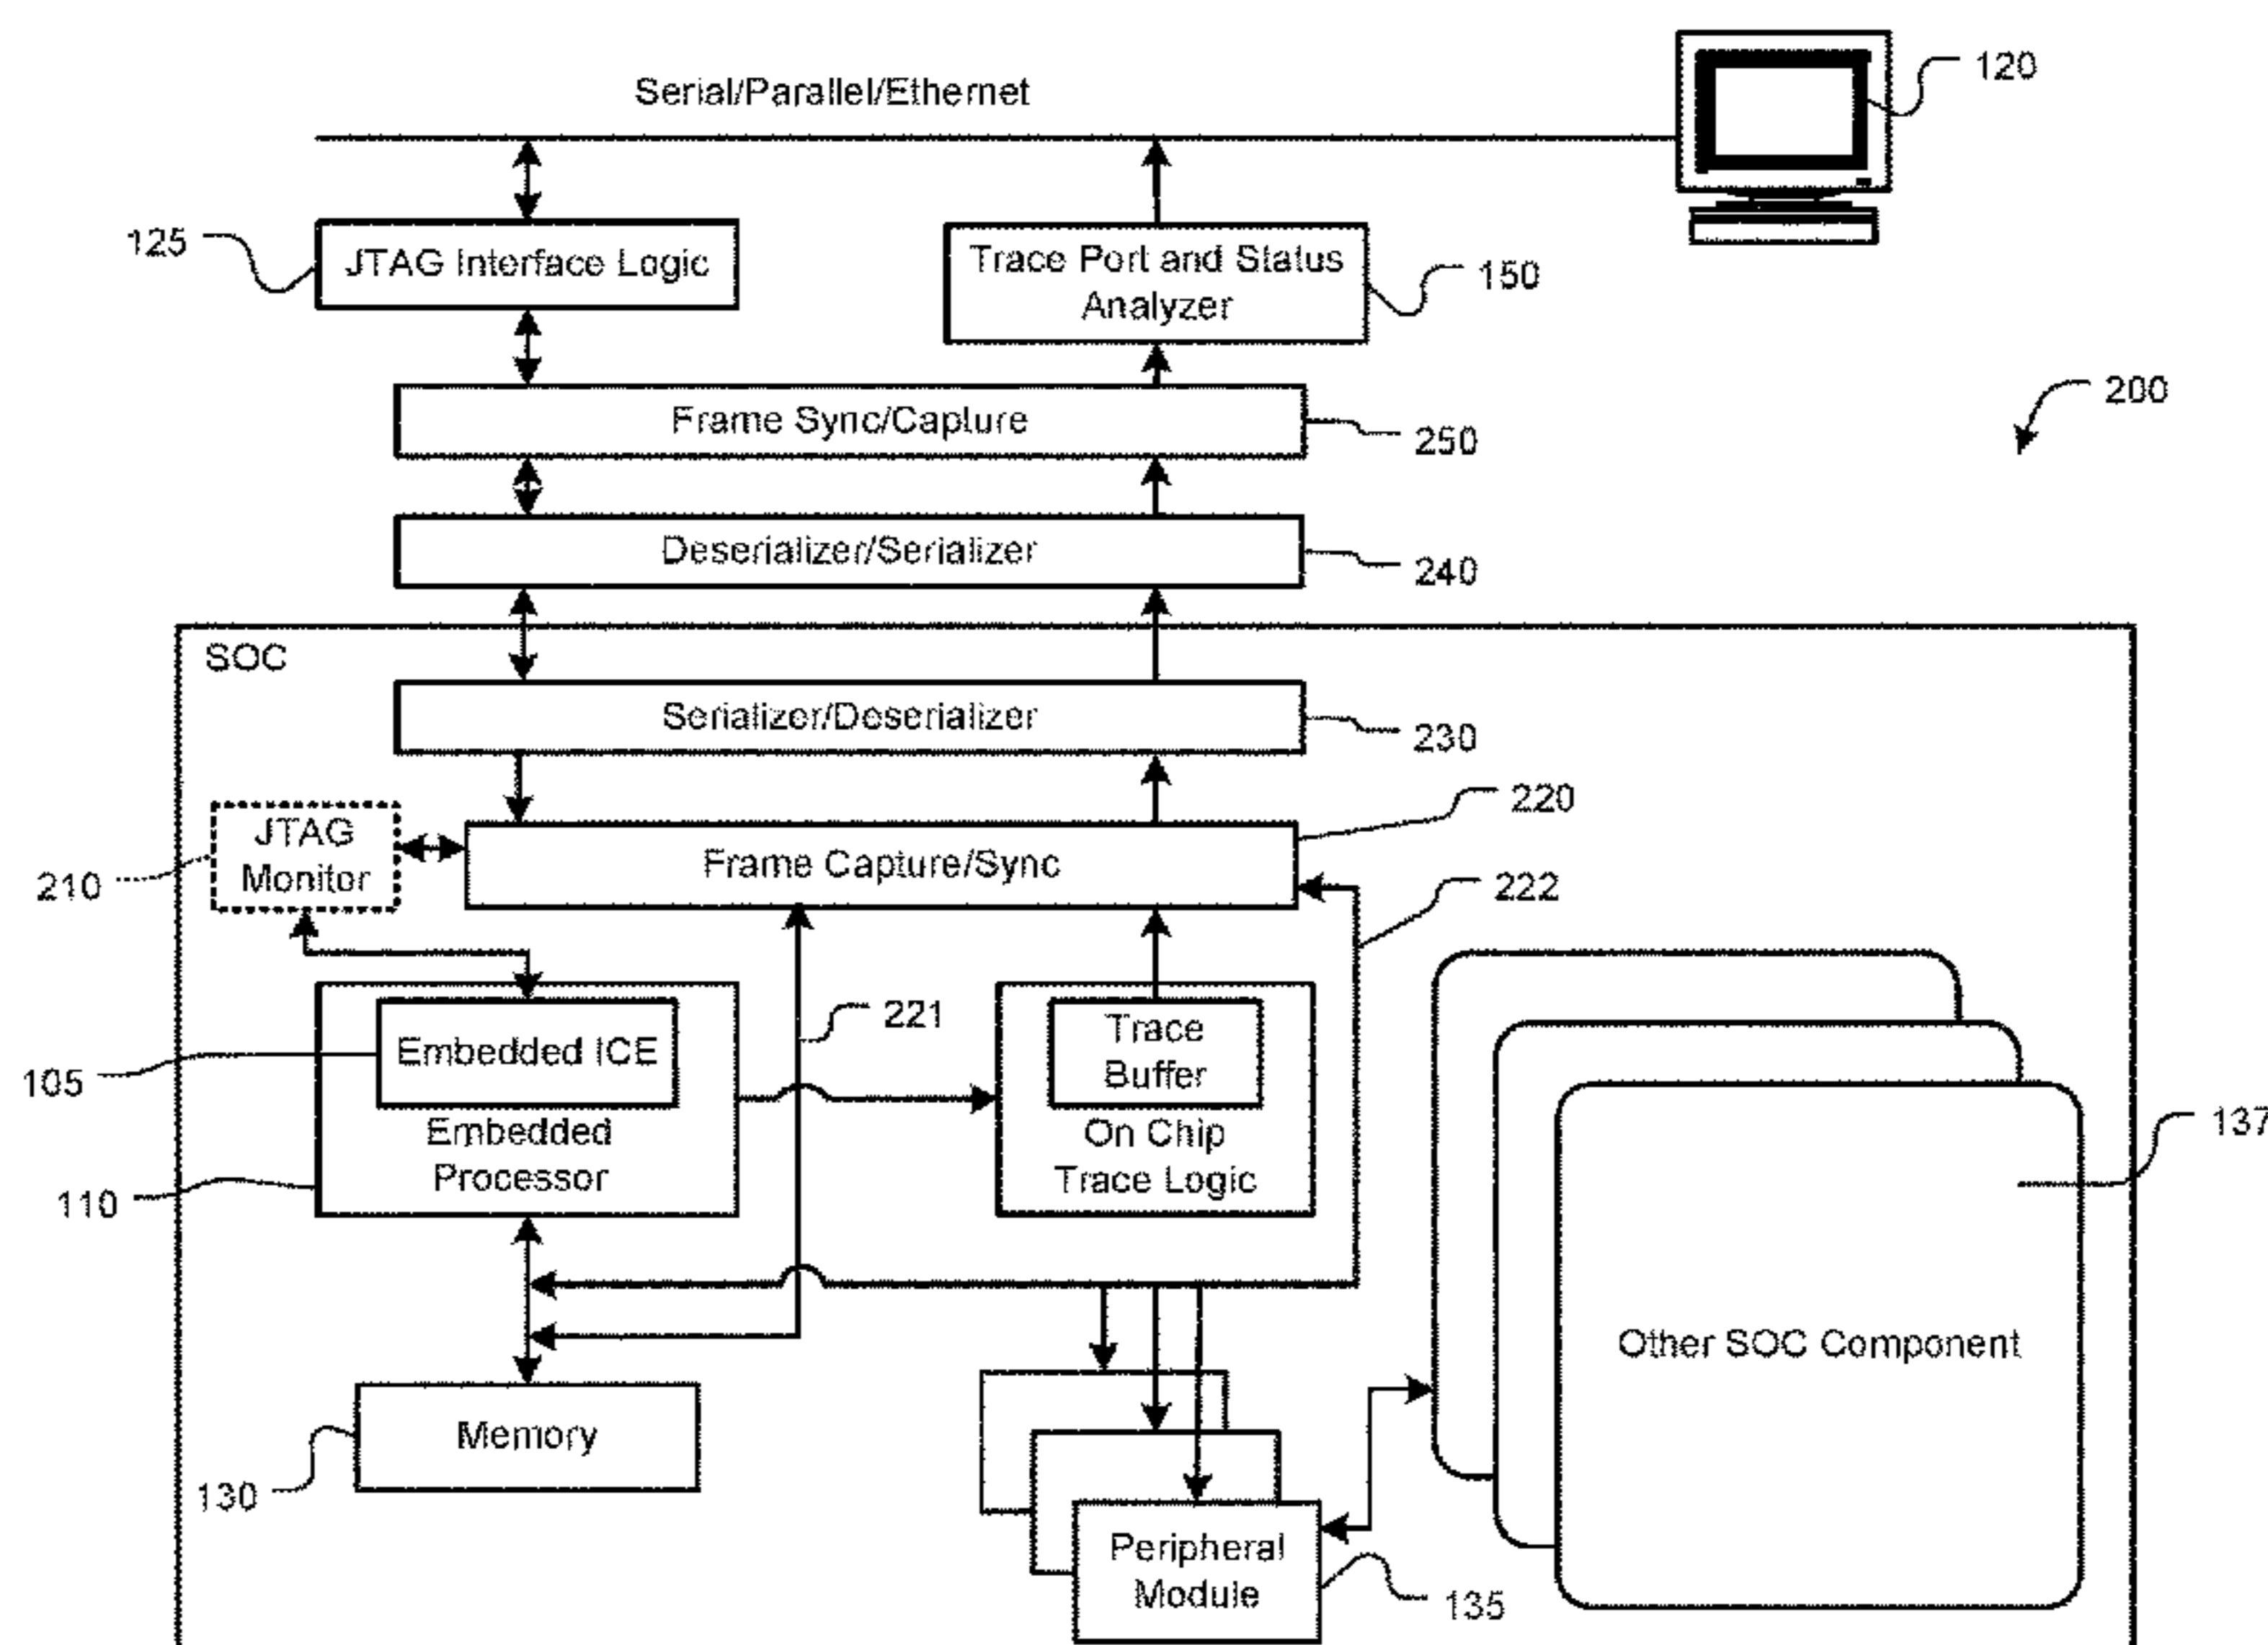 120
Serial/Parallel/Ethernet
125
JTAG Interface Logic
Trace Port and Status
Analyzer
150
200
Frame Sync/Capture
250
Deserializer/Serializer
240
SOC
Serializer/Deserializer
230
220
JTAG
Monitor
210
Frame Capture/Sync
222
221
Embedded ICE
105
Embedded
Processor
110
Trace
Buffer
On Chip
Trace Logic
137
Other SOC Component
Memory
130
Peripheral
Module
135